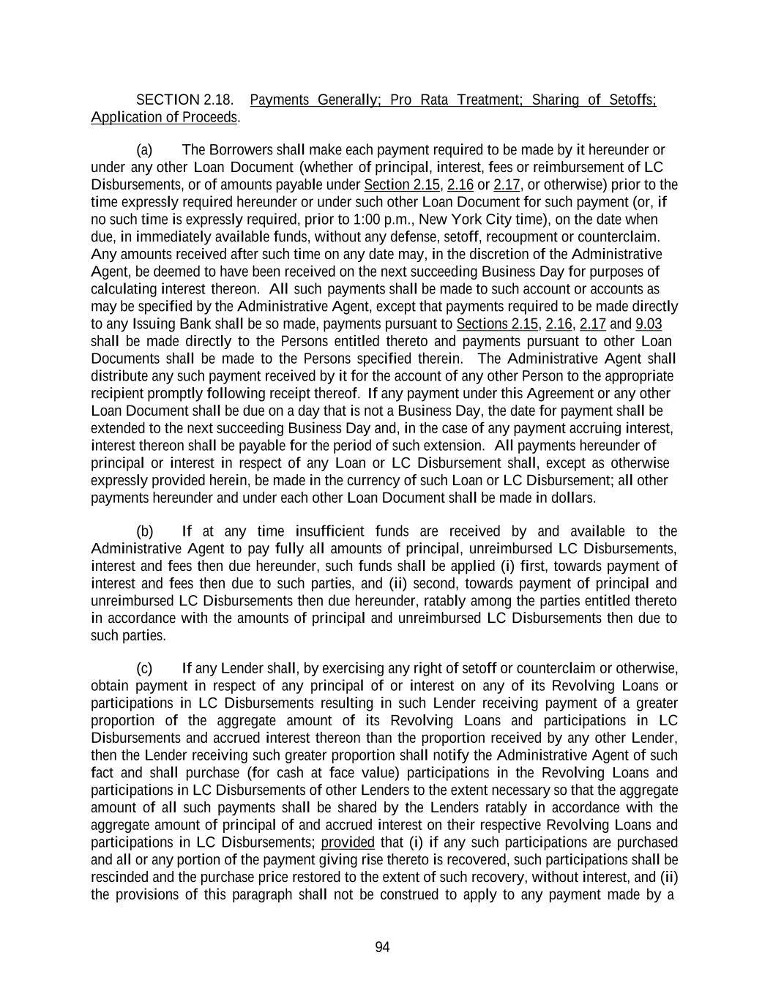 SECTION 2.18. Payments Generally; Pro Rata Treatment; Sharing of Setoffs;
Application of Proceeds.
(a) The Borrowers shall make each payment required to be made by it hereunder or
under any other Loan Document (whether of principal, interest, fees or reimbursement of LC
Disbursements, or of amounts payable under Section 2.15, 2.16 or 2.17, or otherwise) prior to the
time expressly required hereunder or under such other Loan Document for such payment (or, if
no such time is expressly required, prior to 1:00 p.m., New York City time), on the date when
due, in immediately available funds, without any defense, setoff, recoupment or counterclaim.
Any amounts received after such time on any date may, in the discretion of the Administrative
Agent, be deemed to have been received on the next succeeding Business Day for purposes of
calculating interest thereon. All such payments shall be made to such account or accounts as
may be specified by the Administrative Agent, except that payments required to be made directly
to any Issuing Bank shall be so made, payments pursuant to Sections 2.15, 2.16, 2.17 and 9.03
shall be made directly to the Persons entitled thereto and payments pursuant to other Loan
Documents shall be made to the Persons specified therein. The Administrative Agent shall
distribute any such payment received by it for the account of any other Person to the appropriate
recipient promptly following receipt thereof. If any payment under this Agreement or any other
Loan Document shall be due on a day that is not a Business Day, the date for payment shall be
extended to the next succeeding Business Day and, in the case of any payment accruing interest,
interest thereon shall be payable for the period of such extension. All payments hereunder of
principal or interest in respect of any Loan or LC Disbursement shall, except as otherwise
expressly provided herein, be made in the currency of such Loan or LC Disbursement; all other
payments hereunder and under each other Loan Document shall be made in dollars.
(b) If at any time insufficient funds are received by and available to the
Administrative Agent to pay fully all amounts of principal, unreimbursed LC Disbursements,
interest and fees then due hereunder, such funds shall be applied (i) first, towards payment of
interest and fees then due to such parties, and (ii) second, towards payment of principal and
unreimbursed LC Disbursements then due hereunder, ratably among the parties entitled thereto
in accordance with the amounts of principal and unreimbursed LC Disbursements then due to
such parties.
(c) If any Lender shall, by exercising any right of setoff or counterclaim or otherwise,
obtain payment in respect of any principal of or interest on any of its Revolving Loans or
participations in LC Disbursements resulting in such Lender receiving payment of a greater
proportion of the aggregate amount of its Revolving Loans and participations in LC
Disbursements and accrued interest thereon than the proportion received by any other Lender,
then the Lender receiving such greater proportion shall notify the Administrative Agent of such
fact and shall purchase (for cash at face value) participations in the Revolving Loans and
participations in LC Disbursements of other Lenders to the extent necessary so that the aggregate
amount of all such payments shall be shared by the Lenders ratably in accordance with the
aggregate amount of principal of and accrued interest on their respective Revolving Loans and
participations in LC Disbursements; provided that (i) if any such participations are purchased
and all or any portion of the payment giving rise thereto is recovered, such participations shall be
rescinded and the purchase price restored to the extent of such recovery, without interest, and (ii)
the provisions of this paragraph shall not be construed to apply to any payment made by a
94